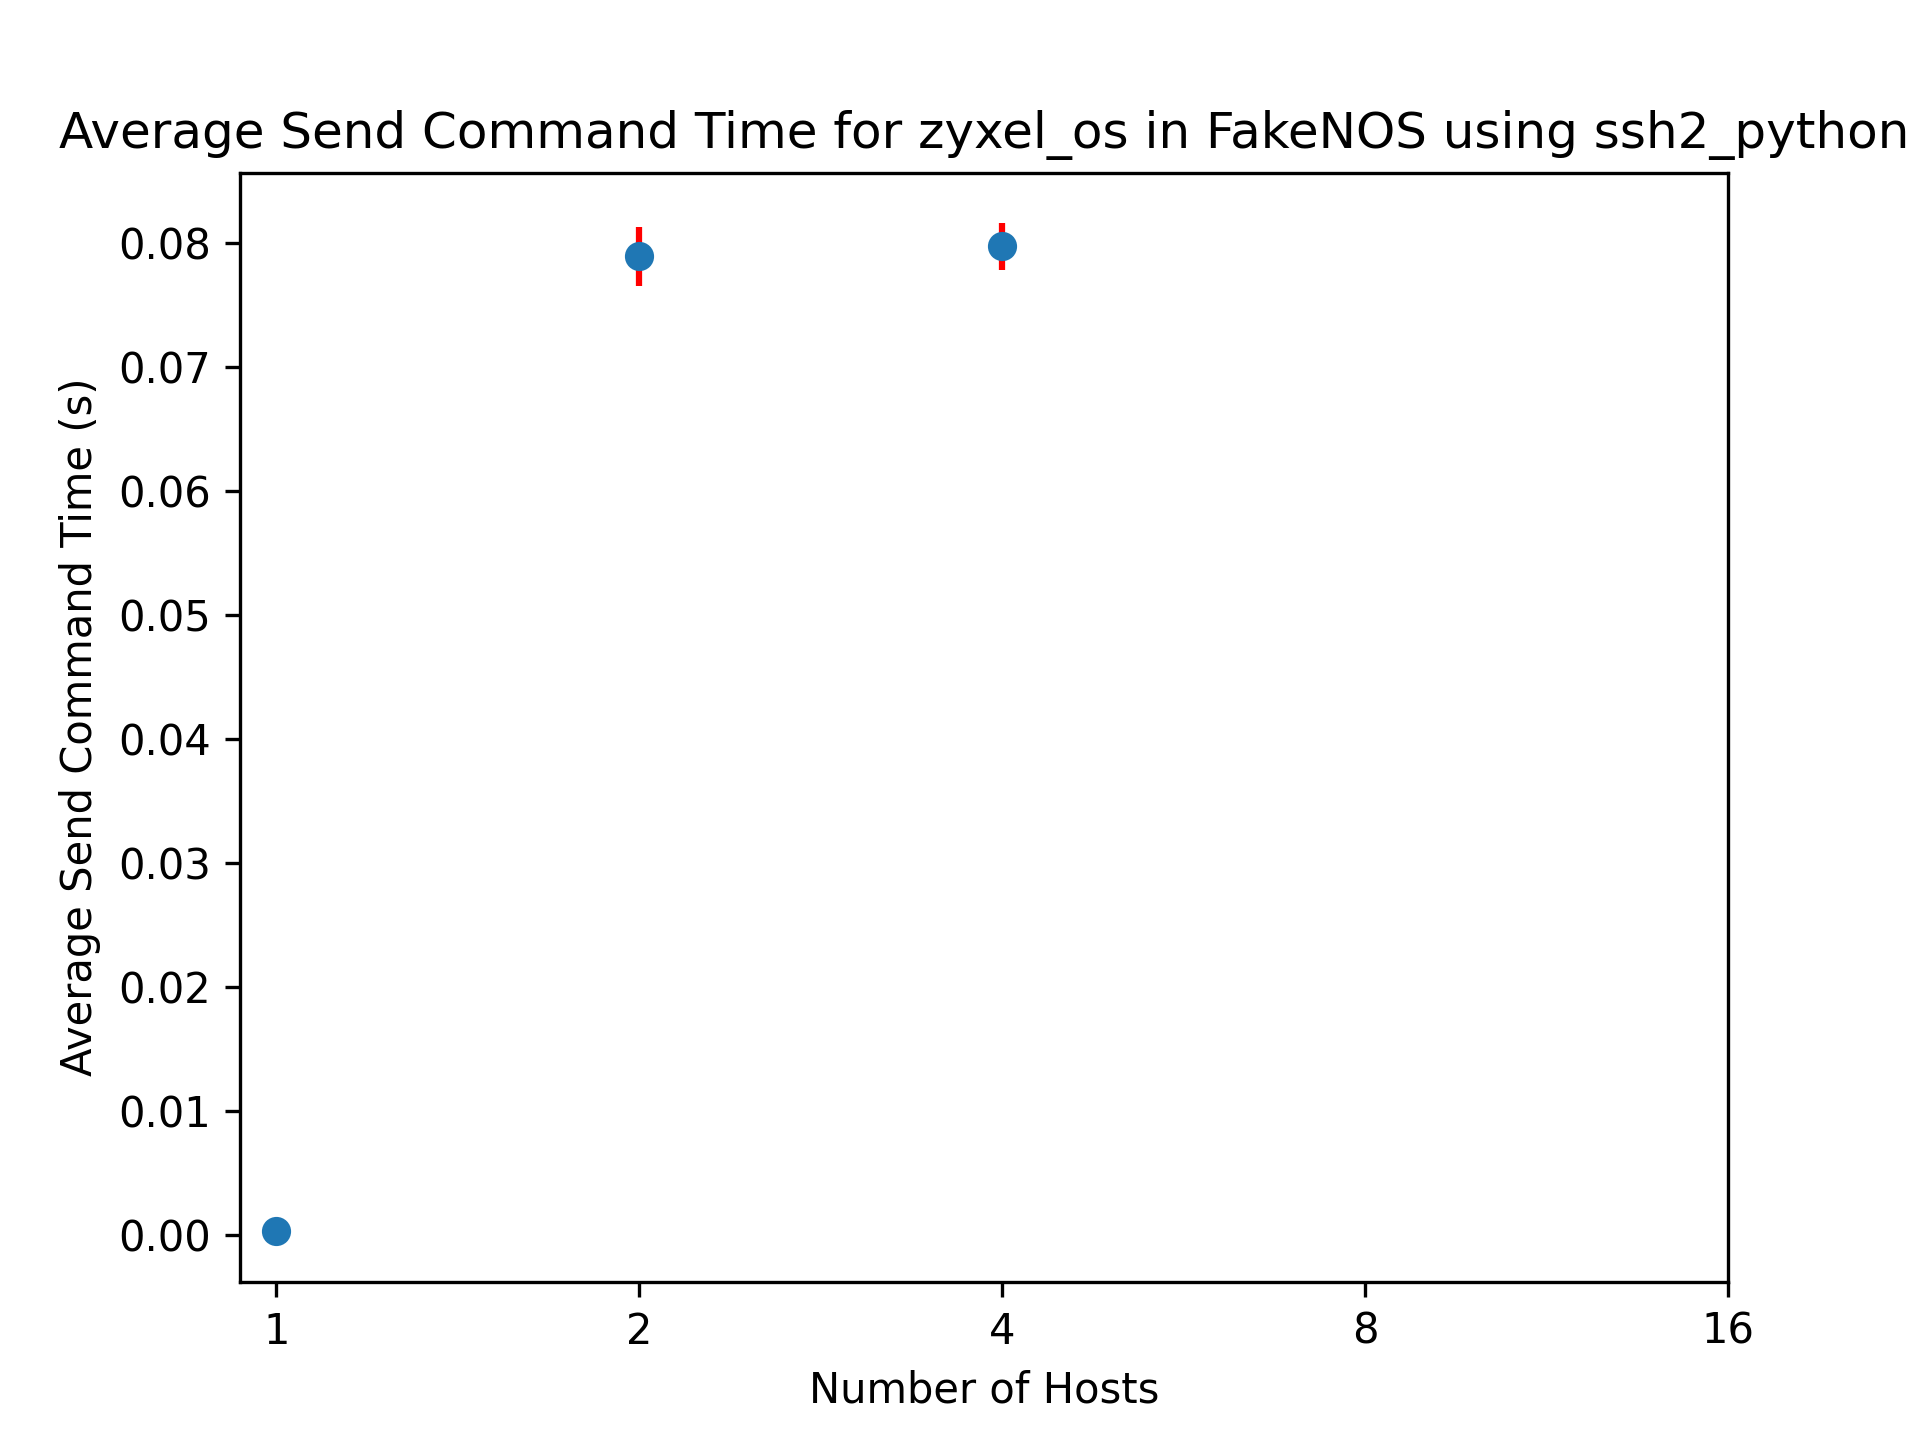 Average Send Command Time for zyxel_os in FakeNOS using ssh2_python
Average Send Command Time (s)
0.08
0.07
0.06
0.05
0.04
0.03
0.02
0.01
0.00
1 2 4 8 16
Number of Hosts